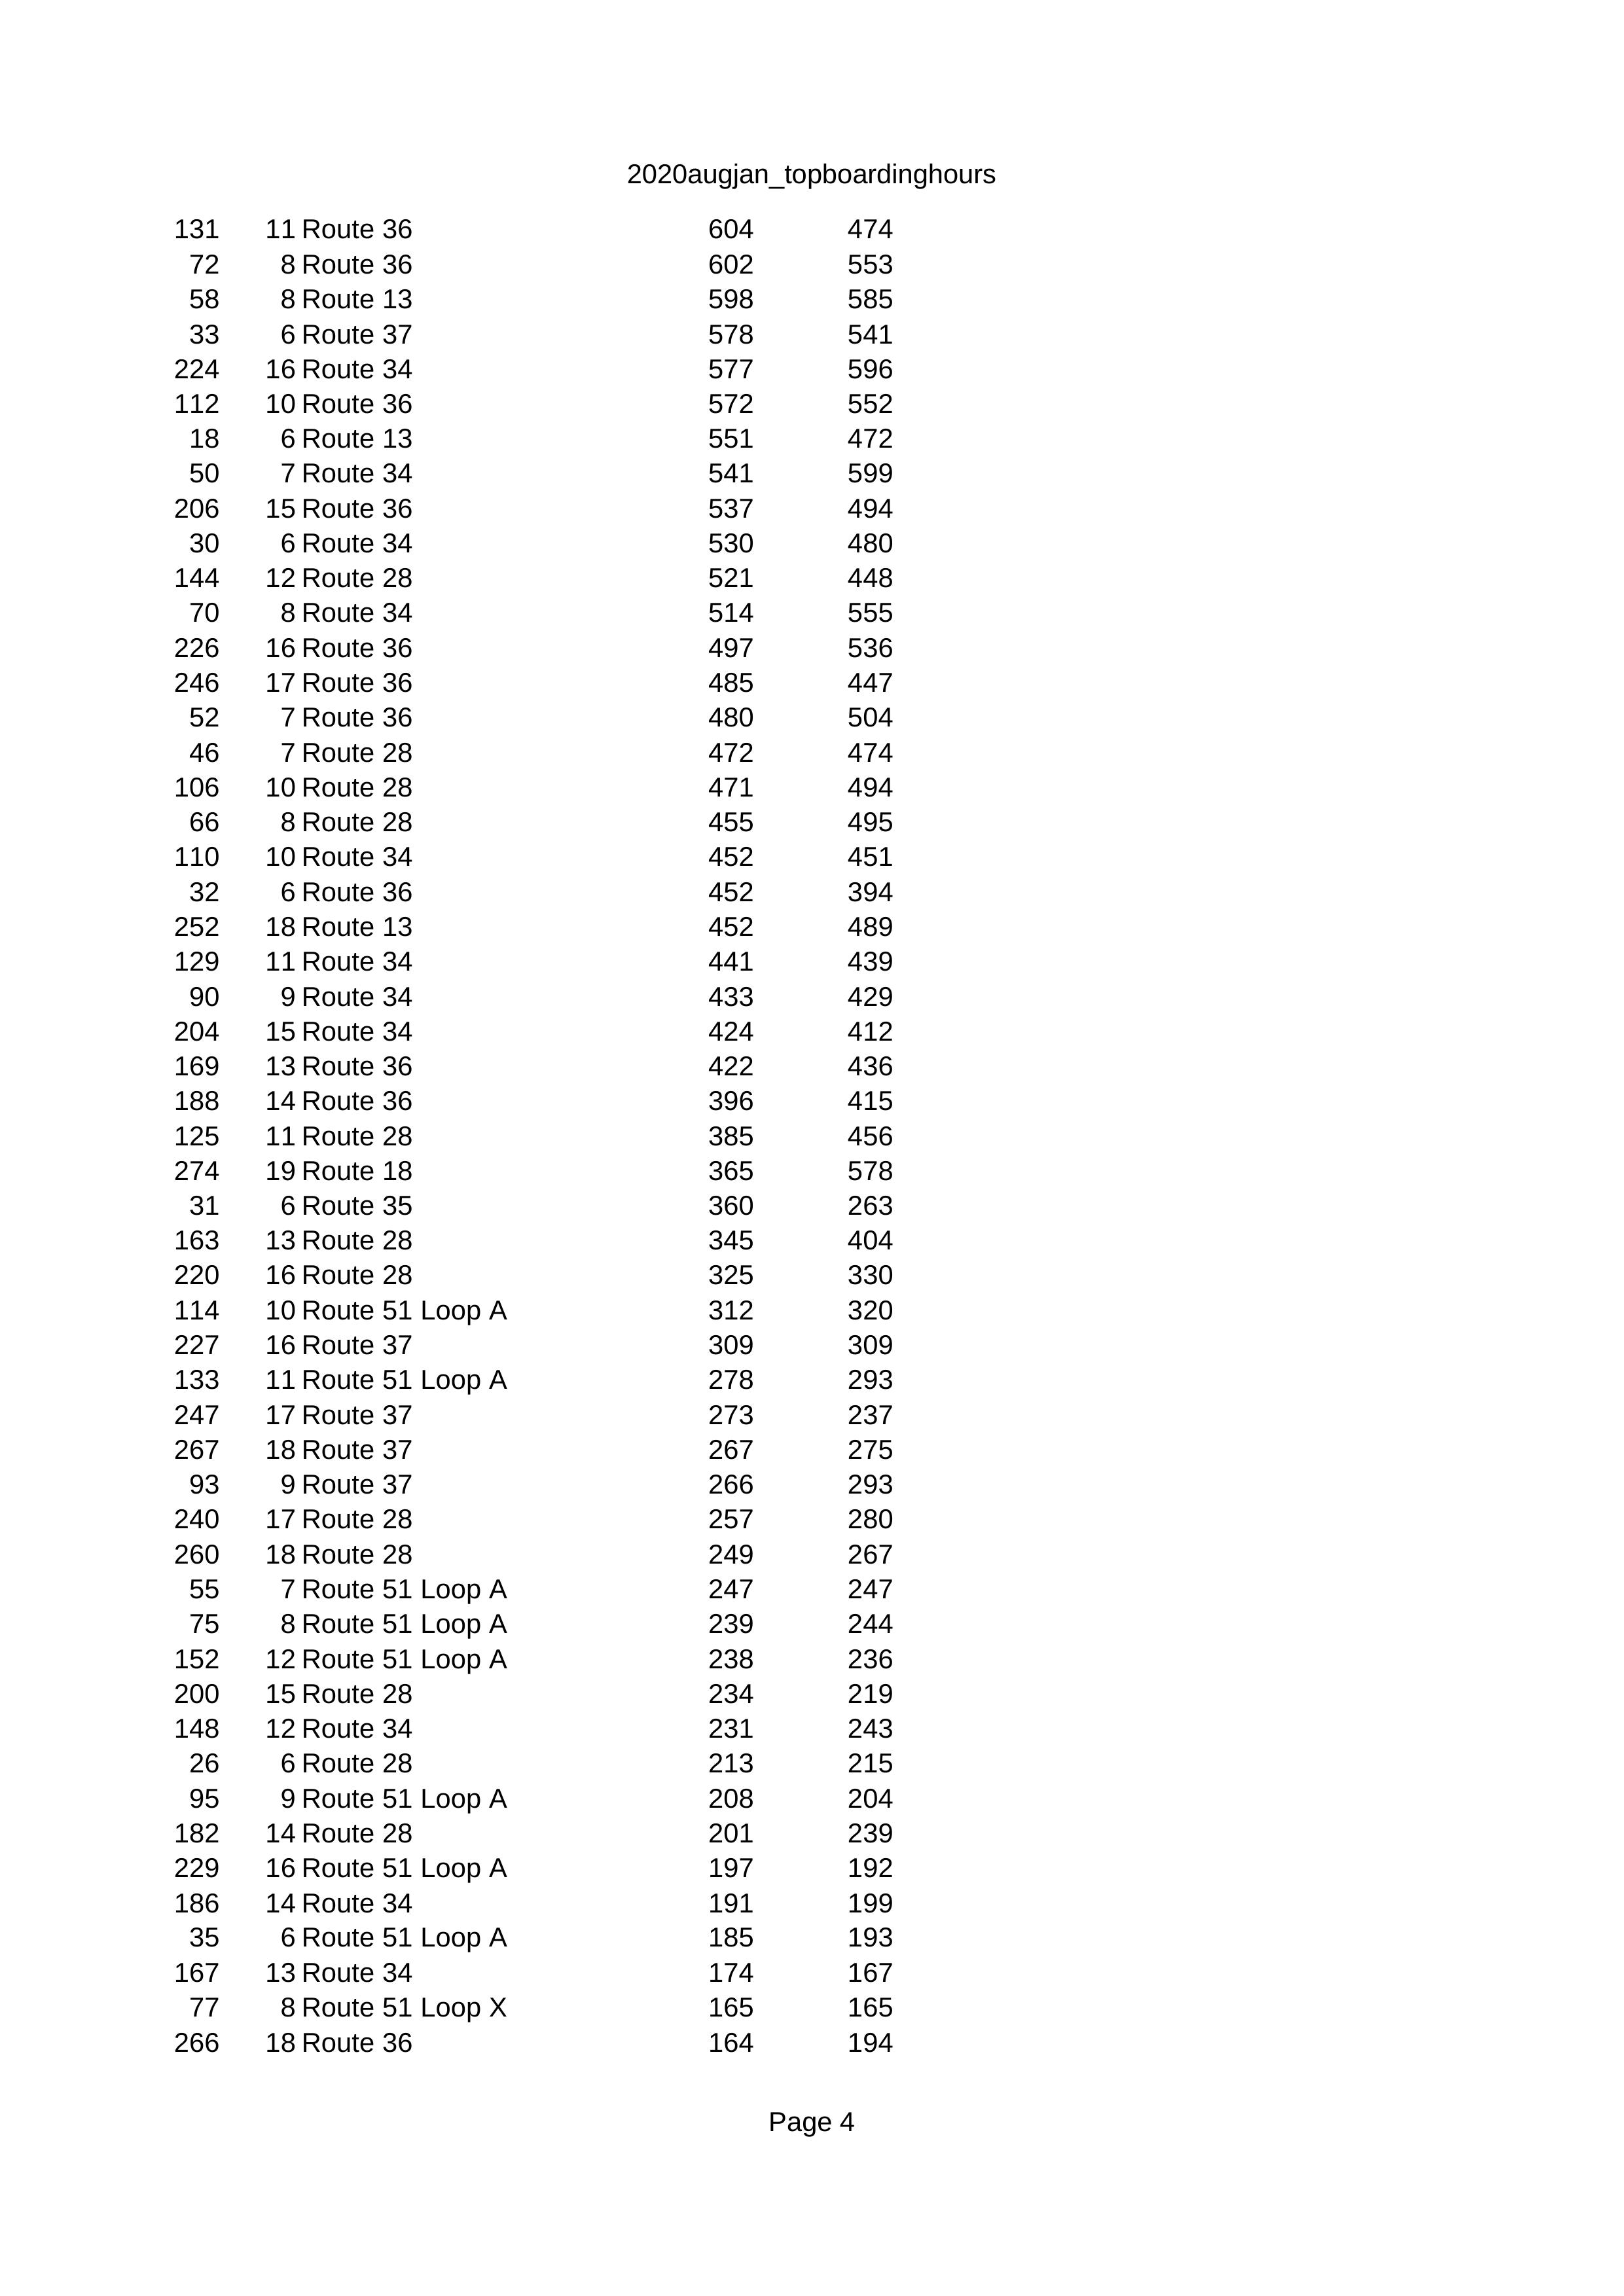 2020augjan_topboardinghours
131 11 Route 36 604 474
72 8 Route 36 602 553
58 8 Route 13 598 585
33 6 Route 37 578 541
224 16 Route 34 577 596
112 10 Route 36 572 552
18 6 Route 13 551 472
50 7 Route 34 541 599
206 15 Route 36 537 494
30 6 Route 34 530 480
144 12 Route 28 521 448
70 8 Route 34 514 555
226 16 Route 36 497 536
246 17 Route 36 485 447
52 7 Route 36 480 504
46 7 Route 28 472 474
106 10 Route 28 471 494
66 8 Route 28 455 495
110 10 Route 34 452 451
32 6 Route 36 452 394
252 18 Route 13 452 489
129 11 Route 34 441 439
90 9 Route 34 433 429
204 15 Route 34 424 412
169 13 Route 36 422 436
188 14 Route 36 396 415
125 11 Route 28 385 456
274 19 Route 18 365 578
31 6 Route 35 360 263
163 13 Route 28 345 404
220 16 Route 28 325 330
114 10 Route 51 Loop A 312 320
227 16 Route 37 309 309
133 11 Route 51 Loop A 278 293
247 17 Route 37 273 237
267 18 Route 37 267 275
93 9 Route 37 266 293
240 17 Route 28 257 280
260 18 Route 28 249 267
55 7 Route 51 Loop A 247 247
75 8 Route 51 Loop A 239 244
152 12 Route 51 Loop A 238 236
200 15 Route 28 234 219
148 12 Route 34 231 243
26 6 Route 28 213 215
95 9 Route 51 Loop A 208 204
182 14 Route 28 201 239
229 16 Route 51 Loop A 197 192
186 14 Route 34 191 199
35 6 Route 51 Loop A 185 193
167 13 Route 34 174 167
77 8 Route 51 Loop X 165 165
266 18 Route 36 164 194
Page 4